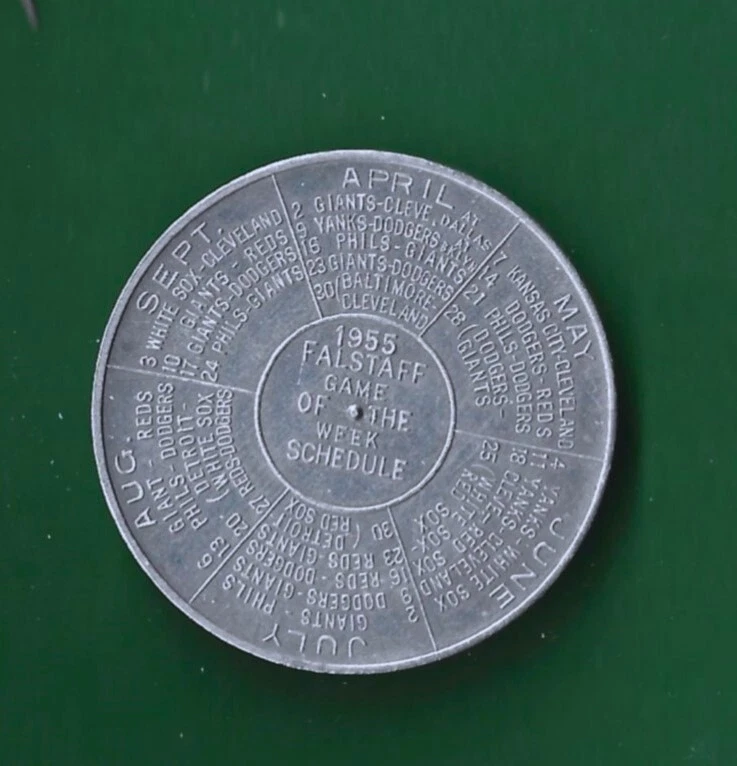 1955
FALSTAFF
GAME
OF THE
WEEK
SCHEDULE
APRIL
2 GIANTS-CLEVE. AT DALLAS
9 YANKS-DODGERS AT BKLYN
16 PHILS-GIANTS
23 GIANTS-DODGERS
30 (BALTIMORE
CLEVELAND
MAY
7 KANSAS CITY-CLEVELAND
14 DODGERS-REDS
21 PHILS-DODGERS
28 (DODGERS-
(GIANTS
JUNE
4 YANKS-WHITE SOX
11 YANKS-CLEVELAND
18 CLEVE-RED SOX
25 (WHITE SOX-
RED SOX
JULY
2 GIANTS - PHILS
9 DODGERS-GIANTS
16 REDS-DODGERS
23 REDS-GIANTS
30 (DETROIT
RED SOX
AUG.
6 GIANT - REDS
13 PHLS-DODGERS
20 DETROIT-
(WHITE SOX
27 REDS-DODGERS
SEPT.
3 WHITE SOX-CLEVELAND
10 GIANTS - REDS
17 GIANTS-DODGERS
24 PHILS-GIANTS